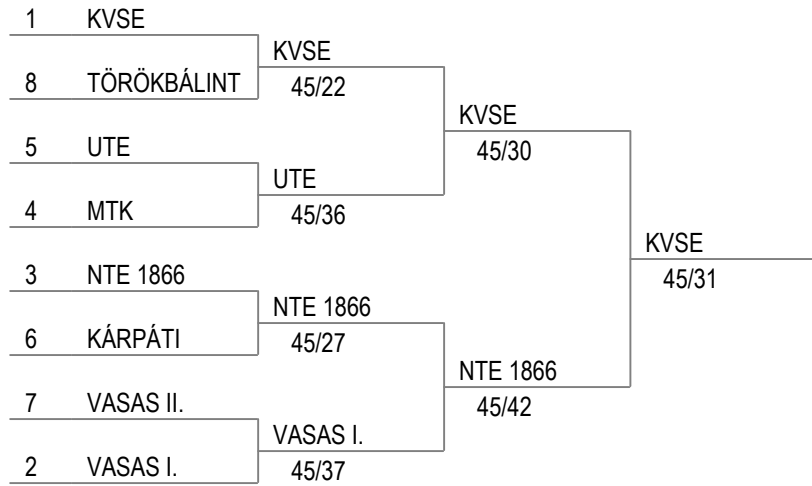 1 KVSE
KVSE
8 TÖRÖKBÁLINT
45/22
KVSE
5 UTE
45/30
UTE
4 MTK
45/36
KVSE
3 NTE 1866
45/31
NTE 1866
6 KÁRPÁTI
45/27
NTE 1866
7 VASAS II.
45/42
VASAS I.
2 VASAS I.
45/37